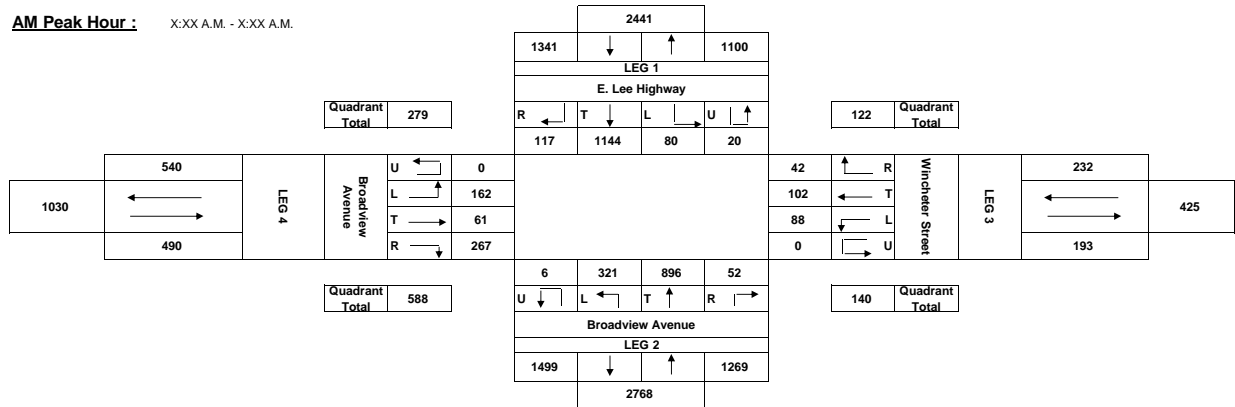 AM Peak Hour : X:XX A.M. - X:XX A.M.
2441
1341 1100
LEG 1
E. Lee Highway
Quadrant Total 279
R T L U
122 Quadrant Total
117 1144 80 20
540
U 0
42 R
232
1030
LEG 4
Broadview Avenue
L 162
102 T
Wincheter Street
LEG 3
425
T 61
88 L
490
R 267
0 U
193
6 321 896 52
Quadrant Total 588
U L T R
140 Quadrant Total
Broadview Avenue
LEG 2
1499 1269
2768